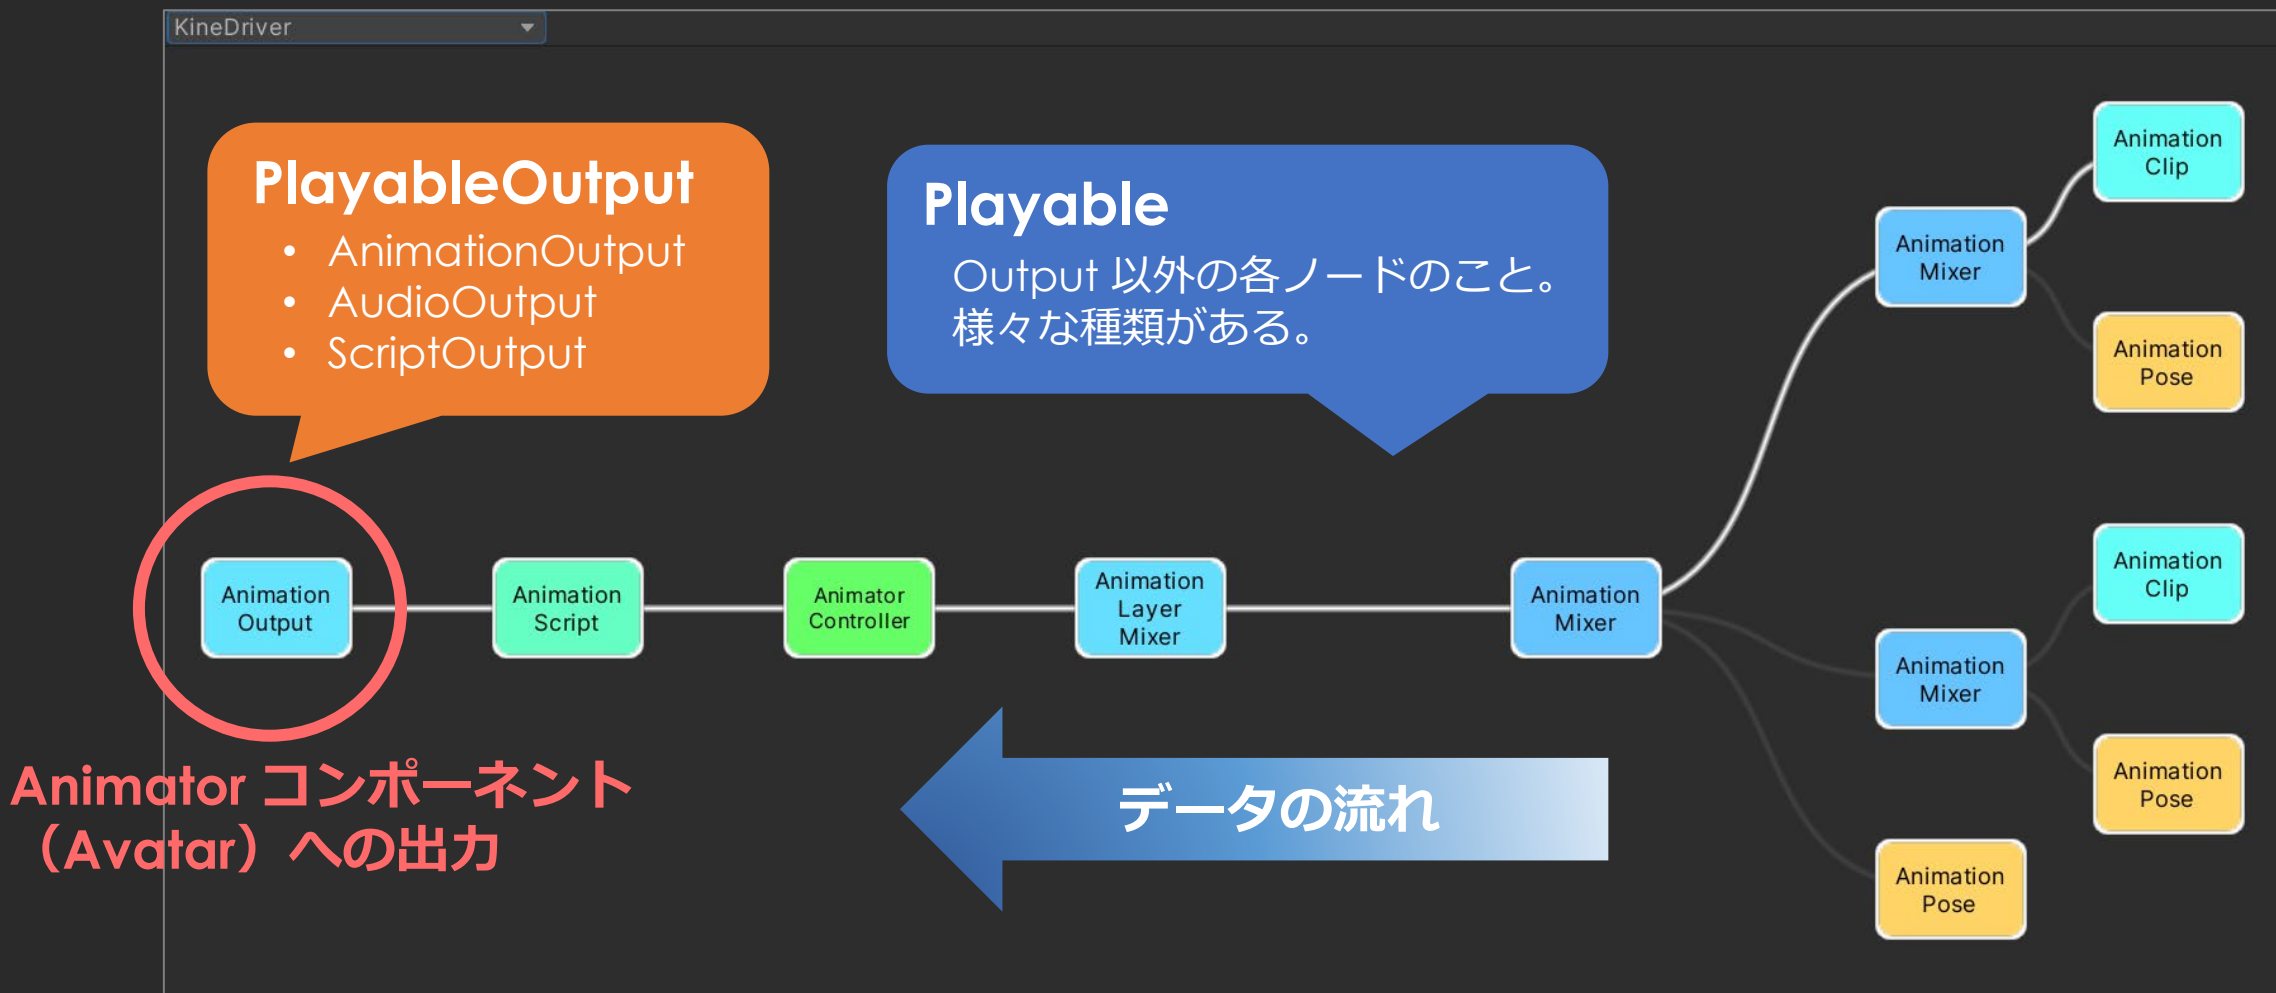 KineDriver
PlayableOutput
• AnimationOutput
• AudioOutput
• ScriptOutput
Playable
Output 以外の各ノードのこと。
様々な種類がある。
Animation
Clip
Animation
Mixer
Animation
Pose
Animation
Output
Animation
Script
Animator
Controller
Animation
Layer
Mixer
Animation
Mixer
Animation
Clip
Animation
Mixer
Animation
Pose
Animation
Pose
Animator コンポーネント
（Avatar）への出力
データの流れ